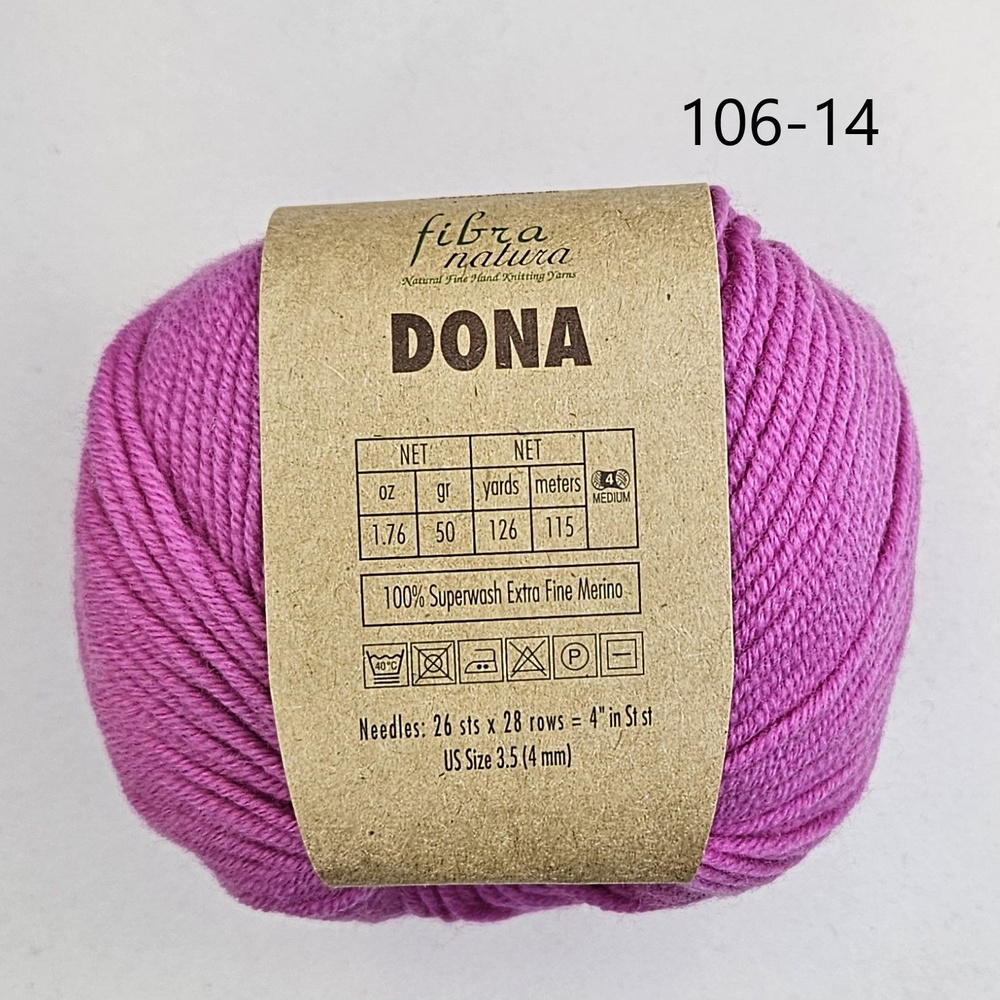 106-14
fibra
natura
Natural Fine Hand Knitting Yarns
DONA
NET NET
oz gr yards meters
4
MEDIUM
1.76 50 126 115
100% Superwash Extra Fine Merino
40°C P
Needles: 26 sts x 28 rows = 4" in St st
US Size 3.5 (4 mm)